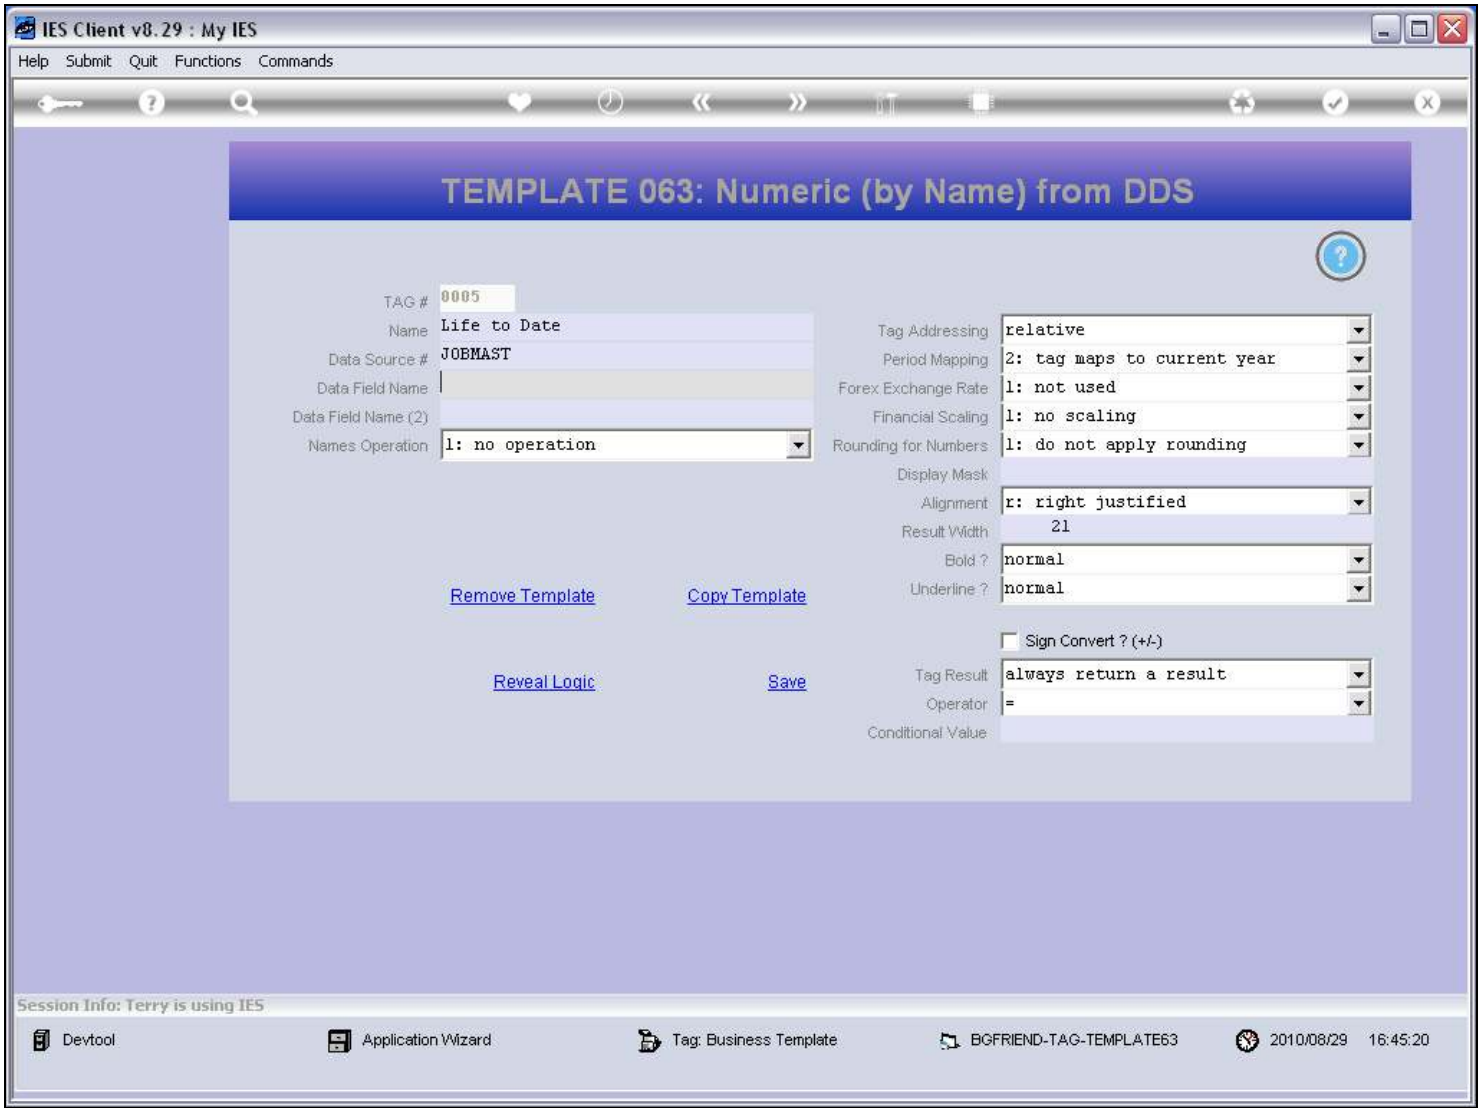 IES Client v8.29 : My IES
Help Submit Quit Functions Commands
TEMPLATE 063: Numeric (by Name) from DDS
TAG # 0005
Name Life to Date
Data Source # JOBMAST
Data Field Name
Data Field Name (2)
Names Operation 1: no operation
Tag Addressing relative
Period Mapping 2: tag maps to current year
Forex Exchange Rate 1: not used
Financial Scaling 1: no scaling
Rounding for Numbers 1: do not apply rounding
Display Mask
Alignment r: right justified
Result Width 21
Bold ? normal
Underline ? normal
Remove Template Copy Template
Sign Convert ? (+/-)
Reveal Logic Save
Tag Result always return a result
Operator =
Conditional Value
Session Info: Terry is using IES
Devtool Application Wizard Tag: Business Template BGFRIEND-TAG-TEMPLATE63 2010/08/29 16:45:20